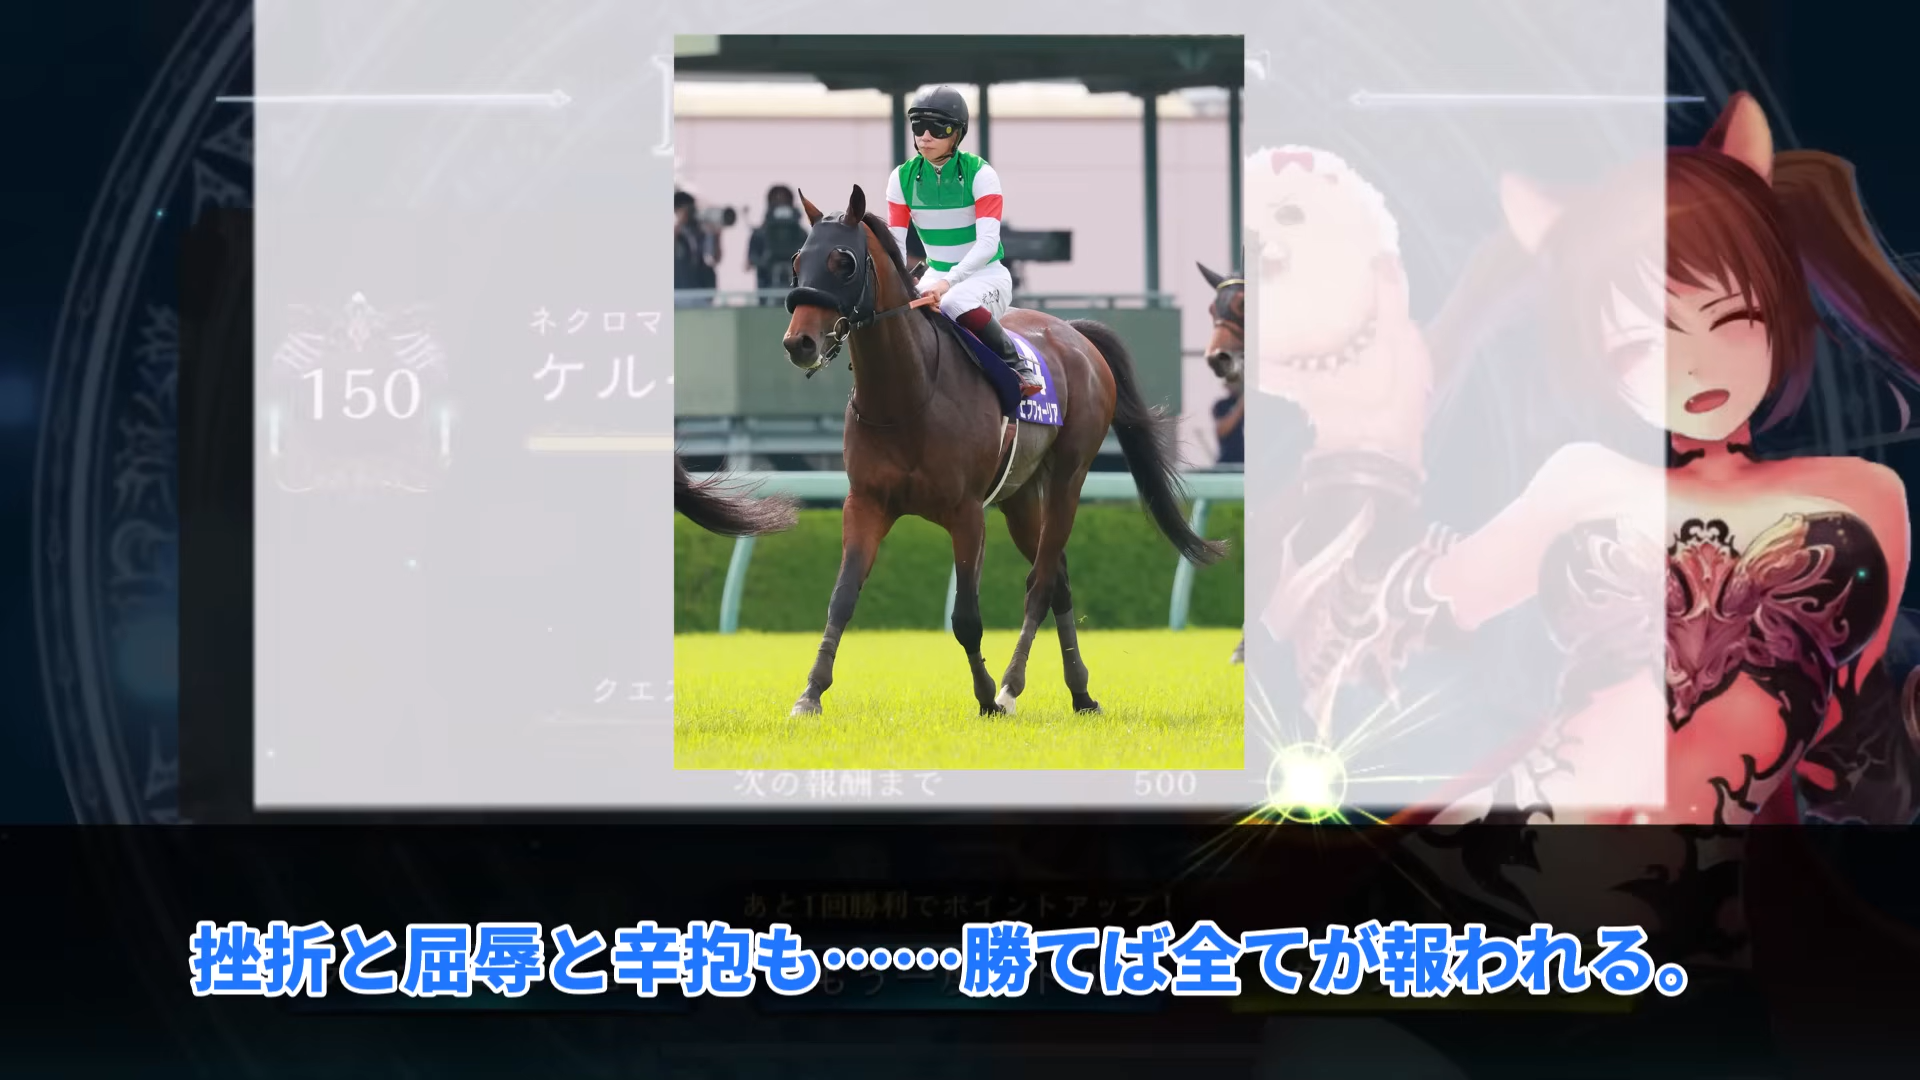 150
ネクロマ
ケル
クエ
ピフォーリア
次の報酬まで 500
あと1回勝利でポイントアップ!
挫折と屈辱と辛抱も……勝てば全てが報われる。